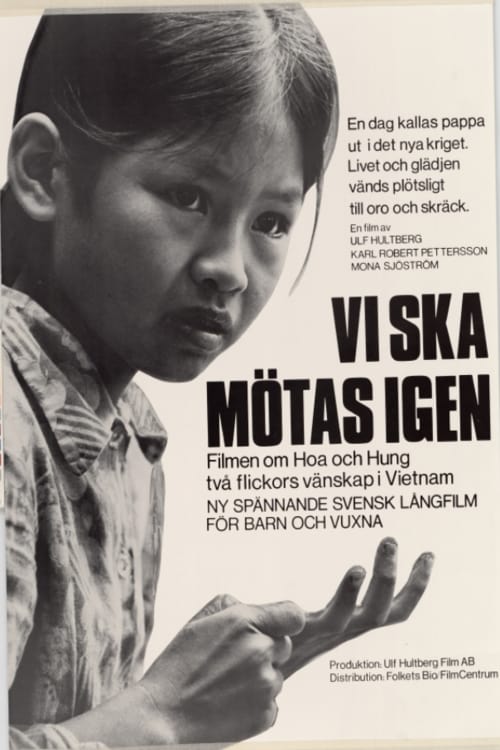 En dag kallas pappa
ut i det nya kriget.
Livet och glädjen
vänds plötsligt
till oro och skräck.
En film av
ULF HULTBERG
KARL ROBERT PETTERSSON
MONA SJÖSTRÖM
VI SKA
MÖTAS IGEN
Filmen om Hoa och Hung
två flickors vänskap i Vietnam
NY SPÄNNANDE SVENSK LÅNGFILM
FÖR BARN OCH VUXNA
Produktion: Ulf Hultberg Film AB
Distribution: Folkets Bio/FilmCentrum